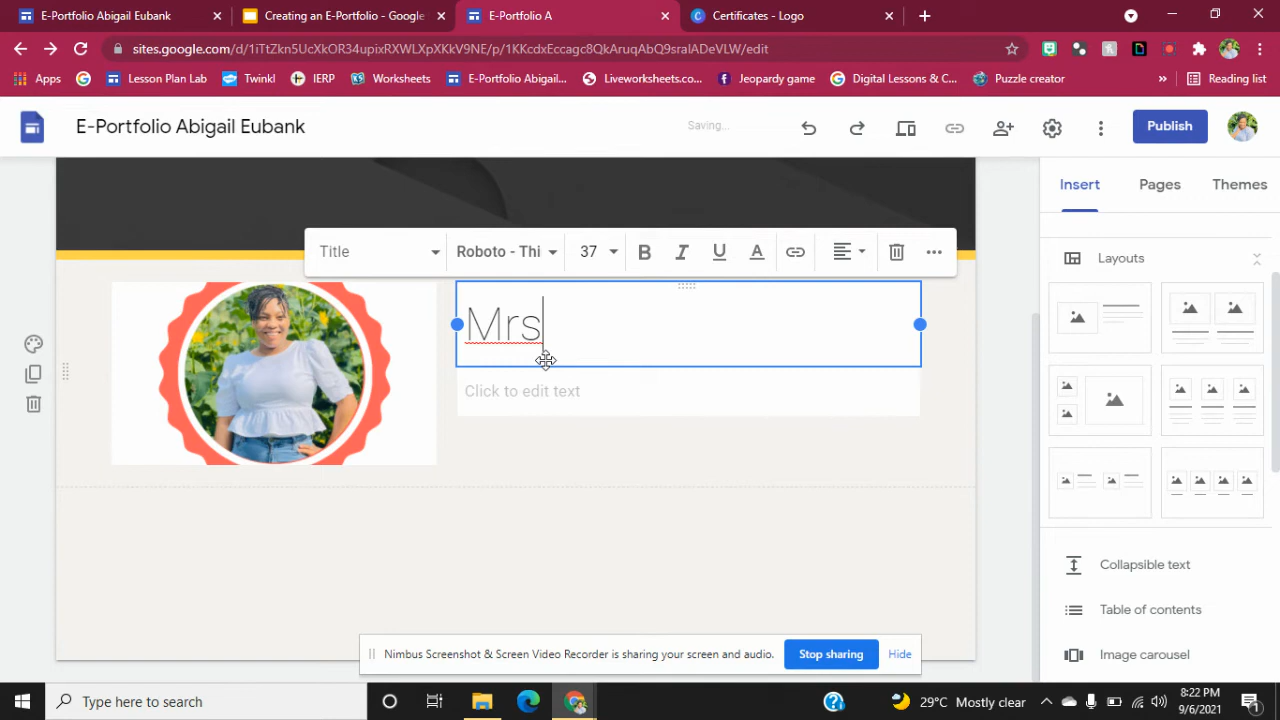 E-Portfolio Abigail Eubank
Creating an E-Portfolio - Google
E-Portfolio A
Certificates - Logo
sites.google.com/d/1iTtZkn5UcXkOR34upixRXWLXpXKkV9NE/p/1KKcdxEccagc8QkAruqAbQ9sralADeVLW/edit
Apps
Lesson Plan Lab
Twinkl
IERP
Worksheets
E-Portfolio Abigail...
Liveworksheets.co...
Jeopardy game
Digital Lessons & C...
Puzzle creator
Reading list
E-Portfolio Abigail Eubank
Saving...
Publish
Insert
Pages
Themes
Title
Roboto - Thi
37
Layouts
Mrs
Click to edit text
Collapsible text
Table of contents
Image carousel
Nimbus Screenshot & Screen Video Recorder is sharing your screen and audio.
Stop sharing
Hide
Type here to search
29°C Mostly clear
8:22 PM
9/6/2021